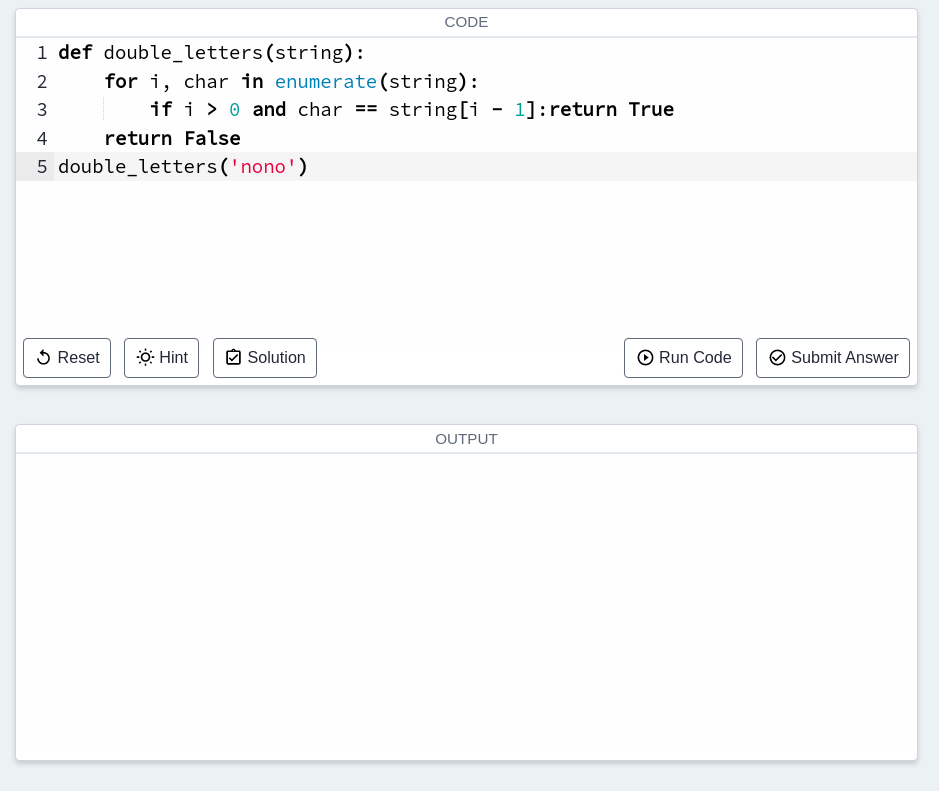 CODE
1 def double_letters(string):
2     for i, char in enumerate(string):
3         if i > 0 and char == string[i - 1]:return True
4     return False
5 double_letters('nono')
Reset Hint Solution Run Code Submit Answer
OUTPUT